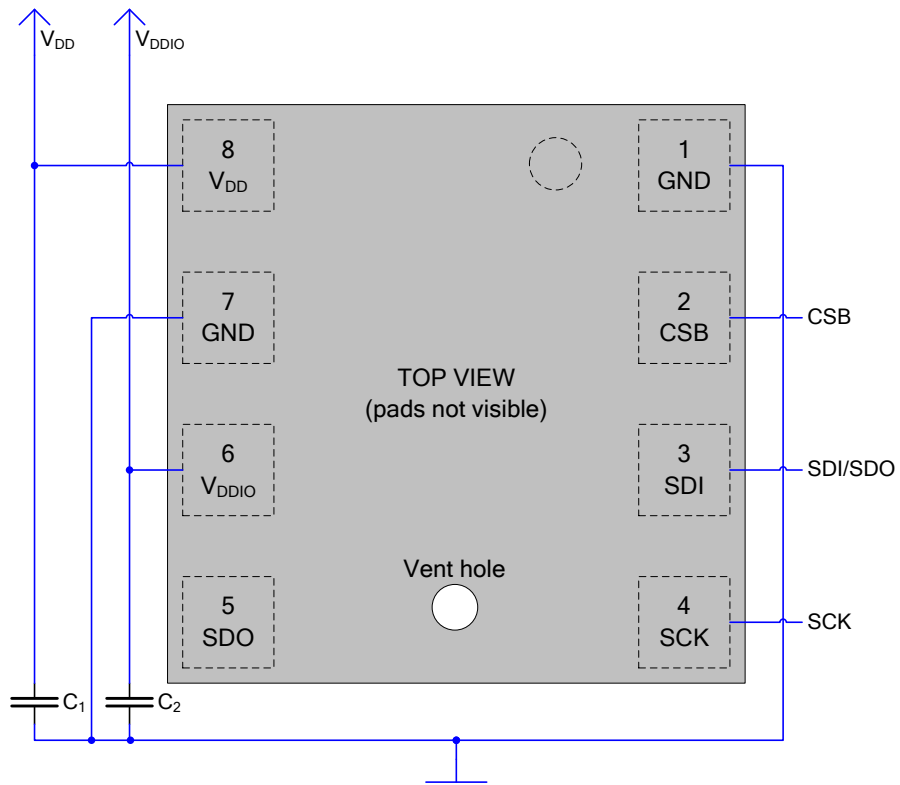 VDD
VDDIO
8
VDD
1
GND
7
GND
2
CSB
CSB
TOP VIEW
(pads not visible)
6
VDDIO
3
SDI
SDI/SDO
Vent hole
5
SDO
4
SCK
SCK
C1
C2